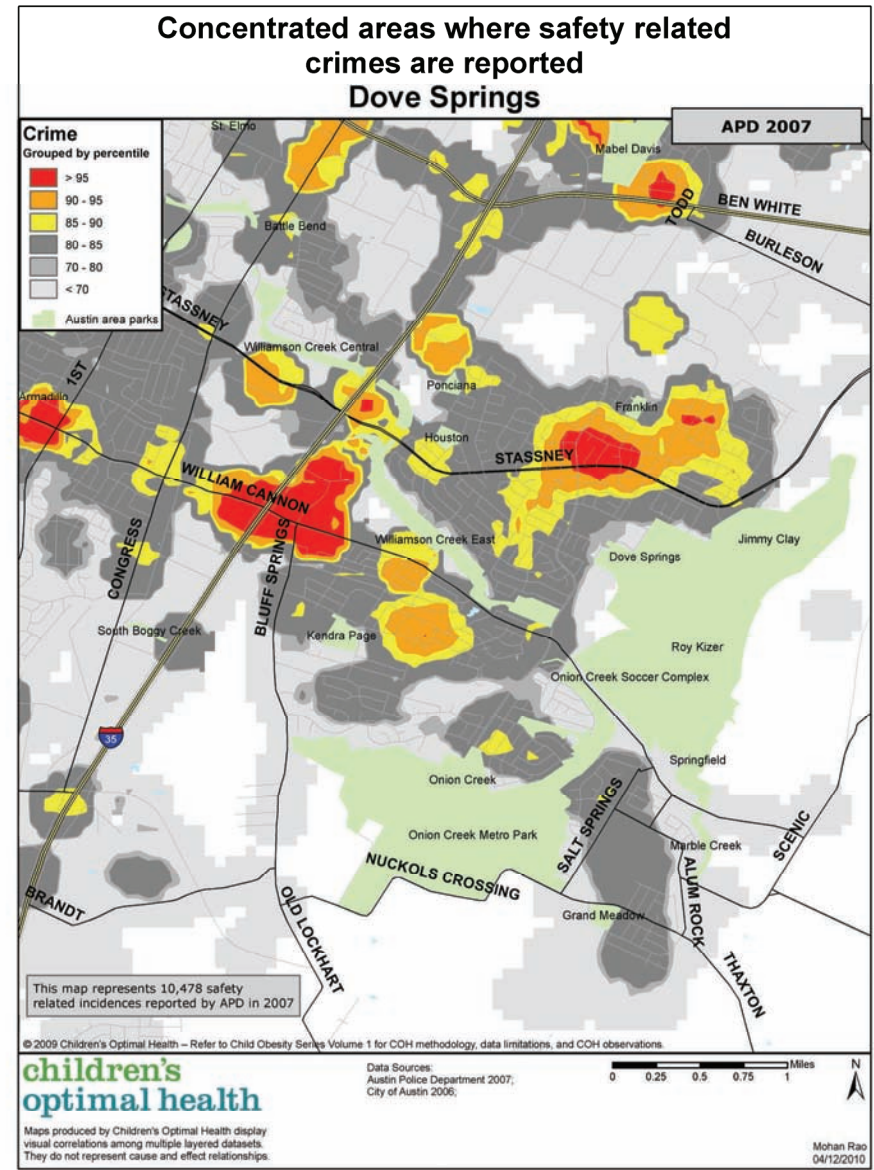 Concentrated areas where safety related
crimes are reported
Dove Springs
APD 2007
Crime
Grouped by percentile
> 95
90 - 95
85 - 90
80 - 85
70 - 80
< 70
Austin area parks
St. Elmo
Mabel Davis
TODD
BEN WHITE
BURLESON
Battle Bend
STASSNEY
Williamson Creek Central
1ST
Ponciana
Armadillo
Franklin
Houston
STASSNEY
WILLIAM CANNON
CONGRESS
BLUFF SPRINGS
Williamson Creek East
Jimmy Clay
Dove Springs
South Boggy Creek
Kendra Page
Roy Kizer
Onion Creek Soccer Complex
35
Springfield
Onion Creek
SALT SPRINGS
SCENIC
Onion Creek Metro Park
Marble Creek
NUCKOLS CROSSING
ALUM ROCK
BRANDT
OLD LOCKHART
Grand Meadow
THAXTON
This map represents 10,478 safety
related incidences reported by APD in 2007
© 2009 Children's Optimal Health – Refer to Child Obesity Series Volume 1 for COH methodology, data limitations, and COH observations.
children's
optimal health
Maps produced by Children's Optimal Health display
visual correlations among multiple layered datasets.
They do not represent cause and effect relationships.
Data Sources:
Austin Police Department 2007;
City of Austin 2006;
Miles
0 0.25 0.5 0.75 1
N
Mohan Rao
04/12/2010